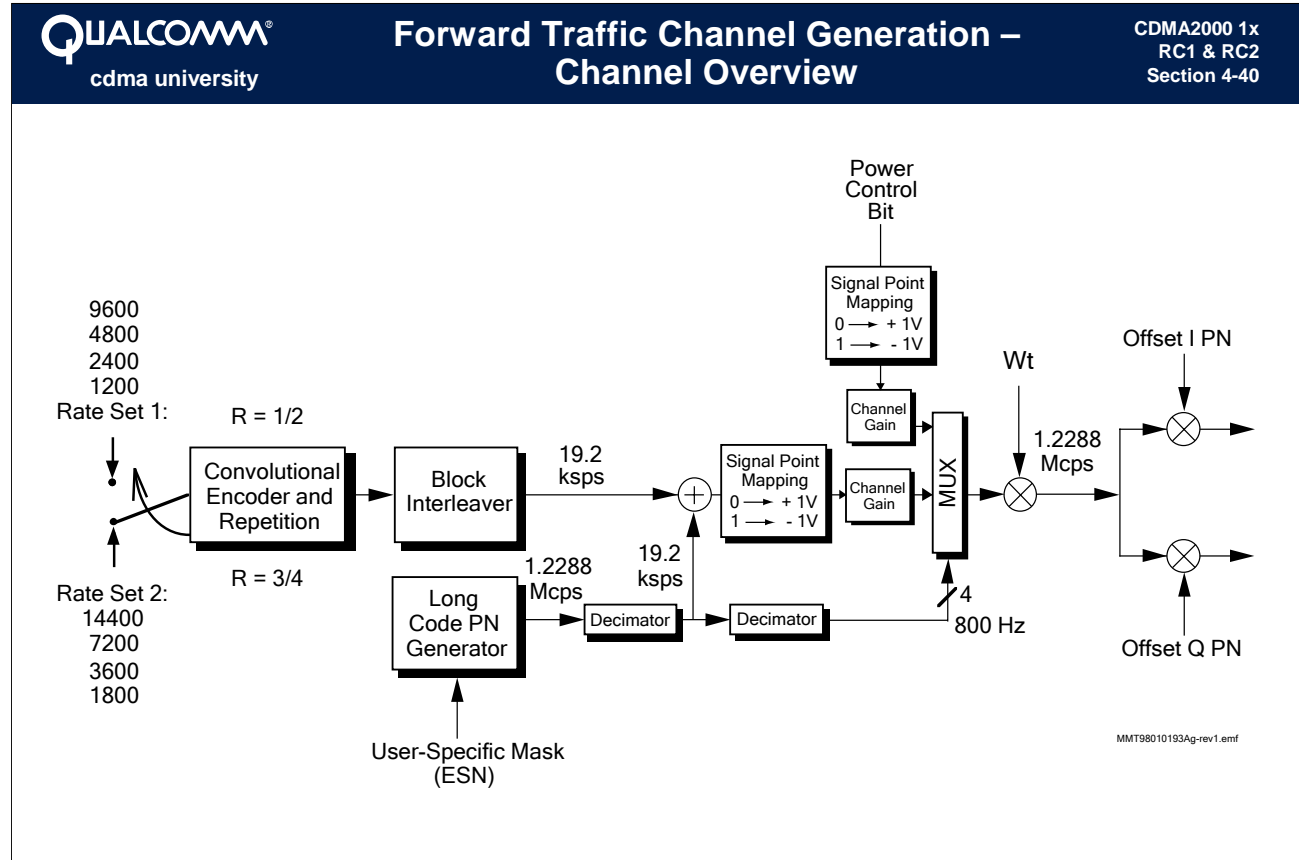 QUALCOMM®
cdma university
Forward Traffic Channel Generation –
Channel Overview
CDMA2000 1x
RC1 & RC2
Section 4-40
Power
Control
Bit
Signal Point
Mapping
0 → + 1V
1 → - 1V
9600
4800
2400
1200
Rate Set 1:
R = 1/2
Convolutional
Encoder and
Repetition
R = 3/4
Rate Set 2:
14400
7200
3600
1800
Block
Interleaver
19.2
ksps
Long
Code PN
Generator
1.2288
Mcps
User-Specific Mask
(ESN)
Decimator
19.2
ksps
Decimator
Signal Point
Mapping
0 → + 1V
1 → - 1V
Channel
Gain
Channel
Gain
MUX
4
800 Hz
Wt
1.2288
Mcps
Offset I PN
Offset Q PN
MMT98010193Ag-rev1.emf